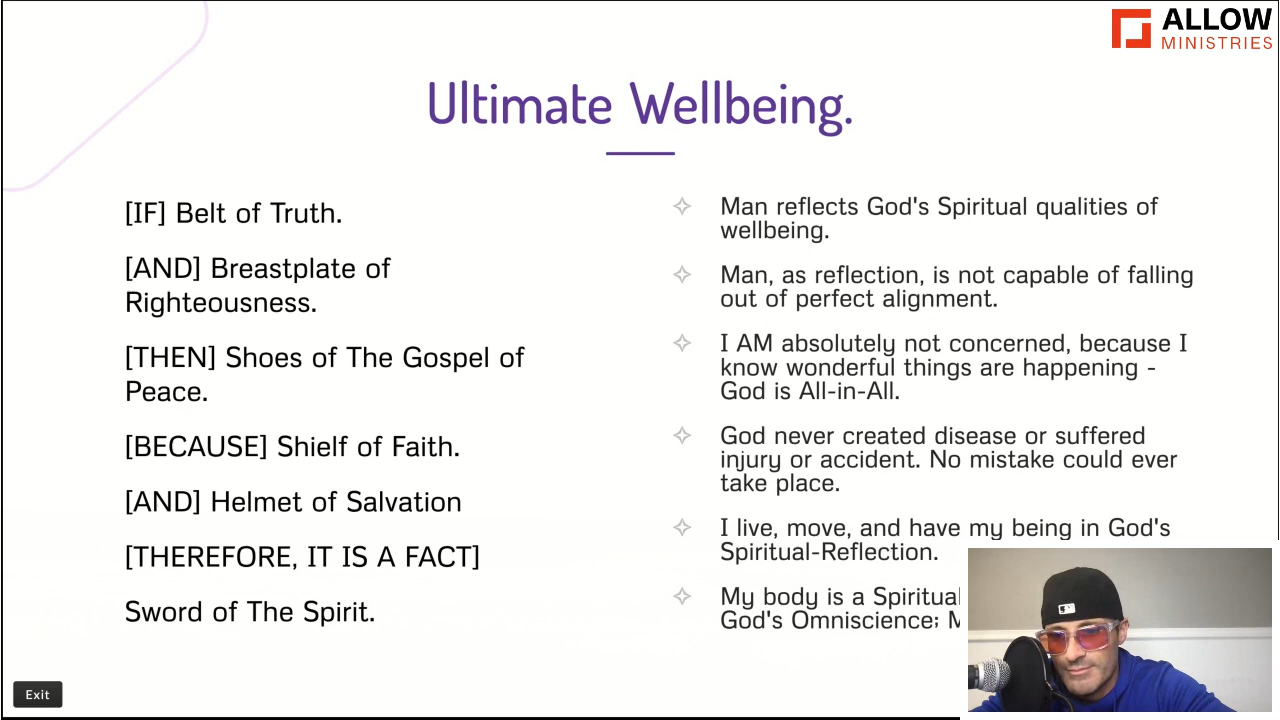 ALLOW
MINISTRIES
Ultimate Wellbeing.
[IF] Belt of Truth.
[AND] Breastplate of
Righteousness.
[THEN] Shoes of The Gospel of
Peace.
[BECAUSE] Shielf of Faith.
[AND] Helmet of Salvation
[THEREFORE, IT IS A FACT]
Sword of The Spirit.
Man reflects God's Spiritual qualities of
wellbeing.
Man, as reflection, is not capable of falling
out of perfect alignment.
I AM absolutely not concerned, because I
know wonderful things are happening -
God is All-in-All.
God never created disease or suffered
injury or accident. No mistake could ever
take place.
I live, move, and have my being in God's
Spiritual-Reflection.
My body is a Spiritual
God's Omniscience;
Exit